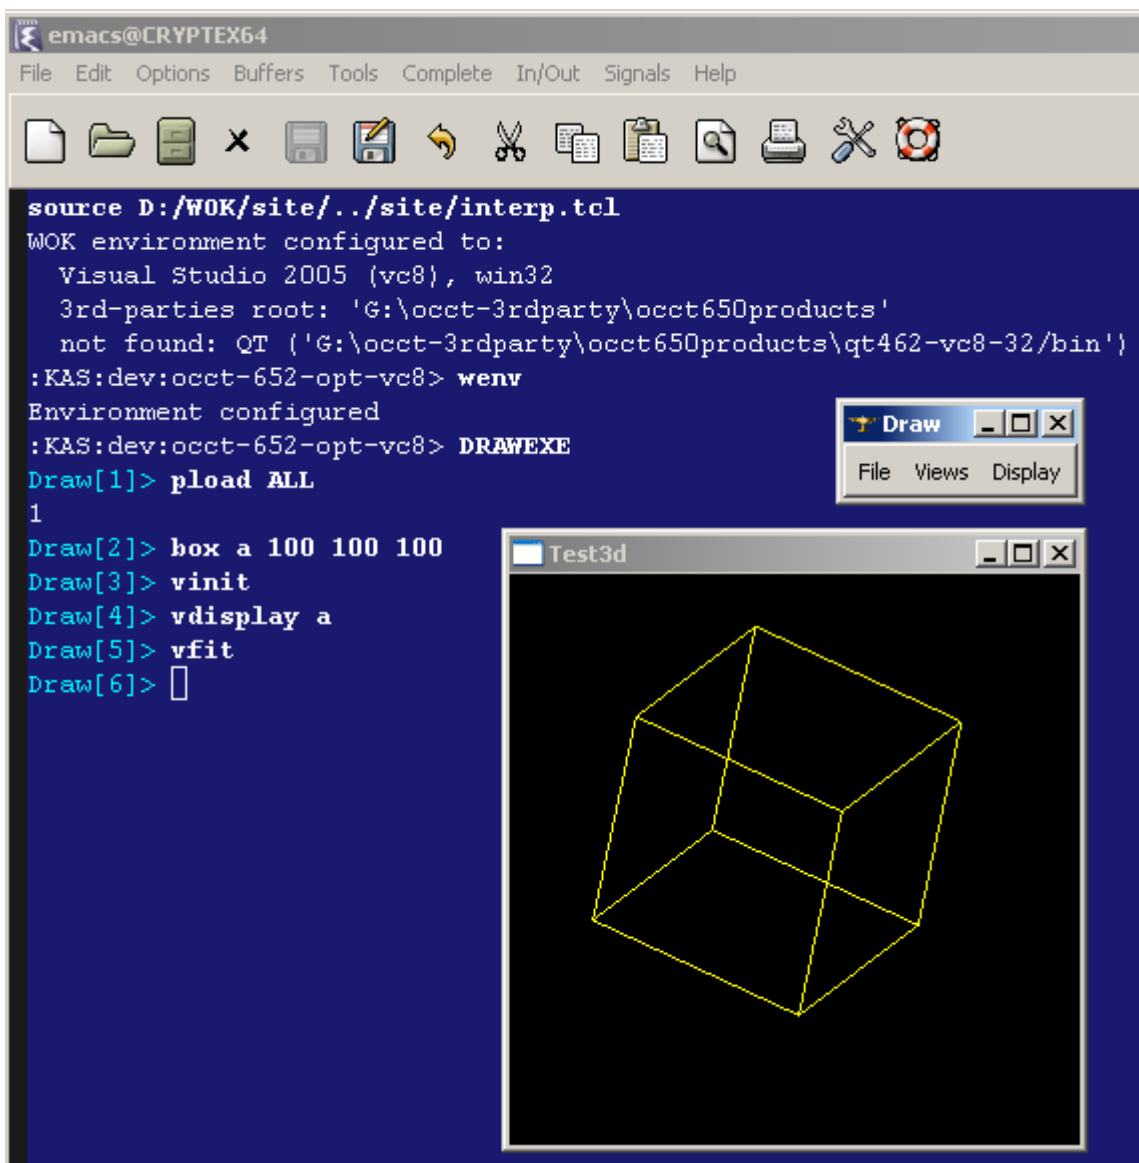 emacs@CRYPTEX64
File Edit Options Buffers Tools Complete In/Out Signals Help
source D:/WOK/site/../site/interp.tcl
WOK environment configured to:
Visual Studio 2005 (vc8), win32
3rd-parties root: 'G:\occt-3rdparty\occt650products'
not found: QT ('G:\occt-3rdparty\occt650products\qt462-vc8-32/bin')
:KAS:dev:occt-652-opt-vc8> wenv
Environment configured
:KAS:dev:occt-652-opt-vc8> DRAWEXE
Draw[1]> pload ALL
1
Draw[2]> box a 100 100 100
Draw[3]> vinit
Draw[4]> vdisplay a
Draw[5]> vfit
Draw[6]>
Draw
File Views Display
Test3d